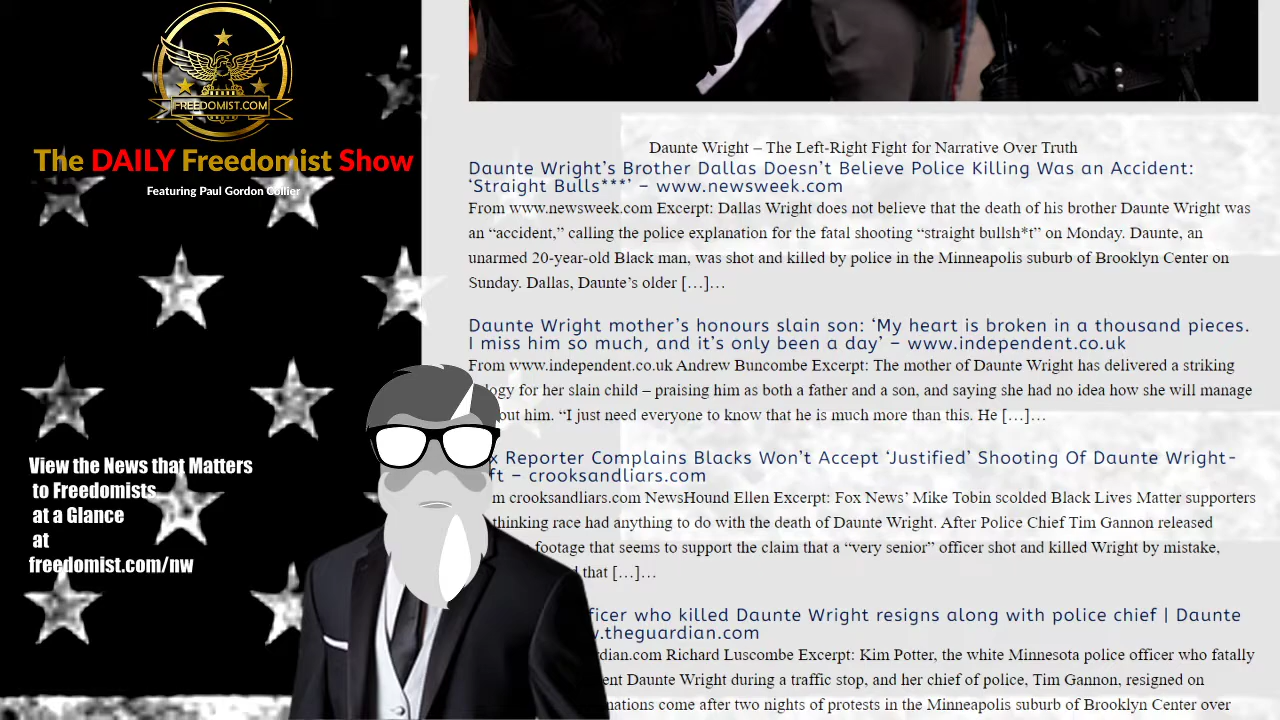 FREEDOMIST.COM
The DAILY Freedomist Show
Featuring Paul Gordon Collier
View the News that Matters
to Freedomists
at a Glance
at
freedomist.com/nw
Daunte Wright – The Left-Right Fight for Narrative Over Truth
Daunte Wright’s Brother Dallas Doesn’t Believe Police Killing Was an Accident:
‘Straight Bulls***’ – www.newsweek.com
From www.newsweek.com Excerpt: Dallas Wright does not believe that the death of his brother Daunte Wright was
an “accident,” calling the police explanation for the fatal shooting “straight bullsh*t” on Monday. Daunte, an
unarmed 20-year-old Black man, was shot and killed by police in the Minneapolis suburb of Brooklyn Center on
Sunday. Dallas, Daunte’s older […]…
Daunte Wright mother’s honours slain son: ‘My heart is broken in a thousand pieces.
I miss him so much, and it’s only been a day’ – www.independent.co.uk
From www.independent.co.uk Andrew Buncombe Excerpt: The mother of Daunte Wright has delivered a striking
for her slain child – praising him as both a father and a son, and saying she had no idea how she will manage
him. “I just need everyone to know that he is much more than this. He […]…
Reporter Complains Blacks Won’t Accept ‘Justified’ Shooting Of Daunte Wright-
– crooksandliars.com
crooksandliars.com NewsHound Ellen Excerpt: Fox News’ Mike Tobin scolded Black Lives Matter supporters
thinking race had anything to do with the death of Daunte Wright. After Police Chief Tim Gannon released
footage that seems to support the claim that a “very senior” officer shot and killed Wright by mistake,
that […]…
who killed Daunte Wright resigns along with police chief | Daunte
.theguardian.com
Richard Luscombe Excerpt: Kim Potter, the white Minnesota police officer who fatally
Daunte Wright during a traffic stop, and her chief of police, Tim Gannon, resigned on
come after two nights of protests in the Minneapolis suburb of Brooklyn Center over